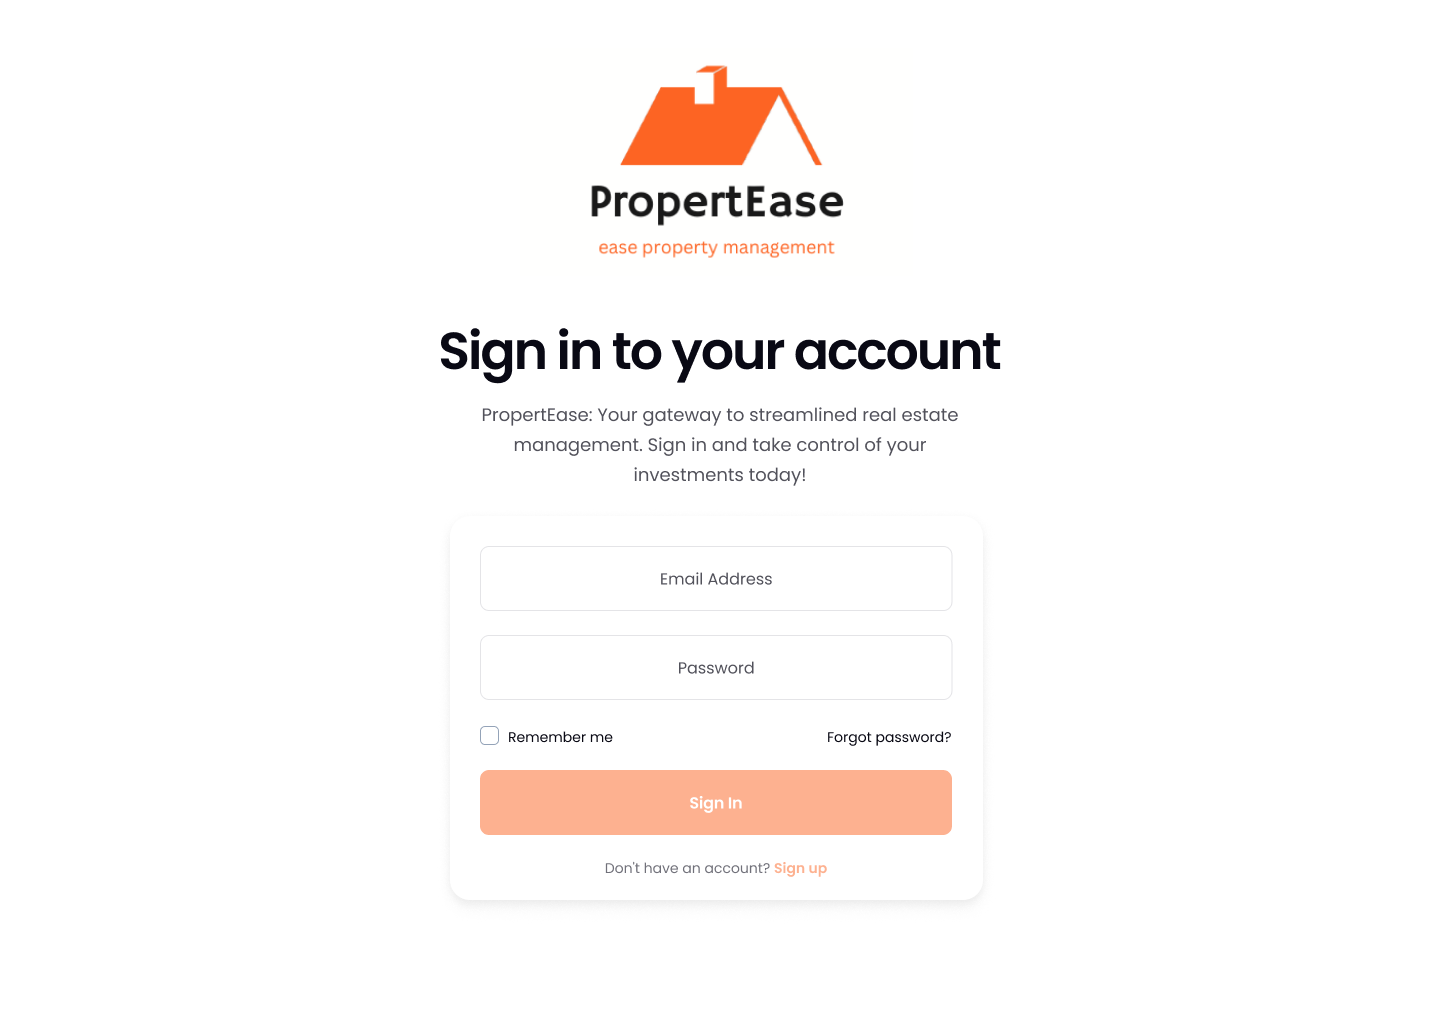 PropertEase
ease property management
Sign in to your account
PropertEase: Your gateway to streamlined real estate
management. Sign in and take control of your
investments today!
Email Address
Password
Remember me
Forgot password?
Sign In
Don't have an account? Sign up